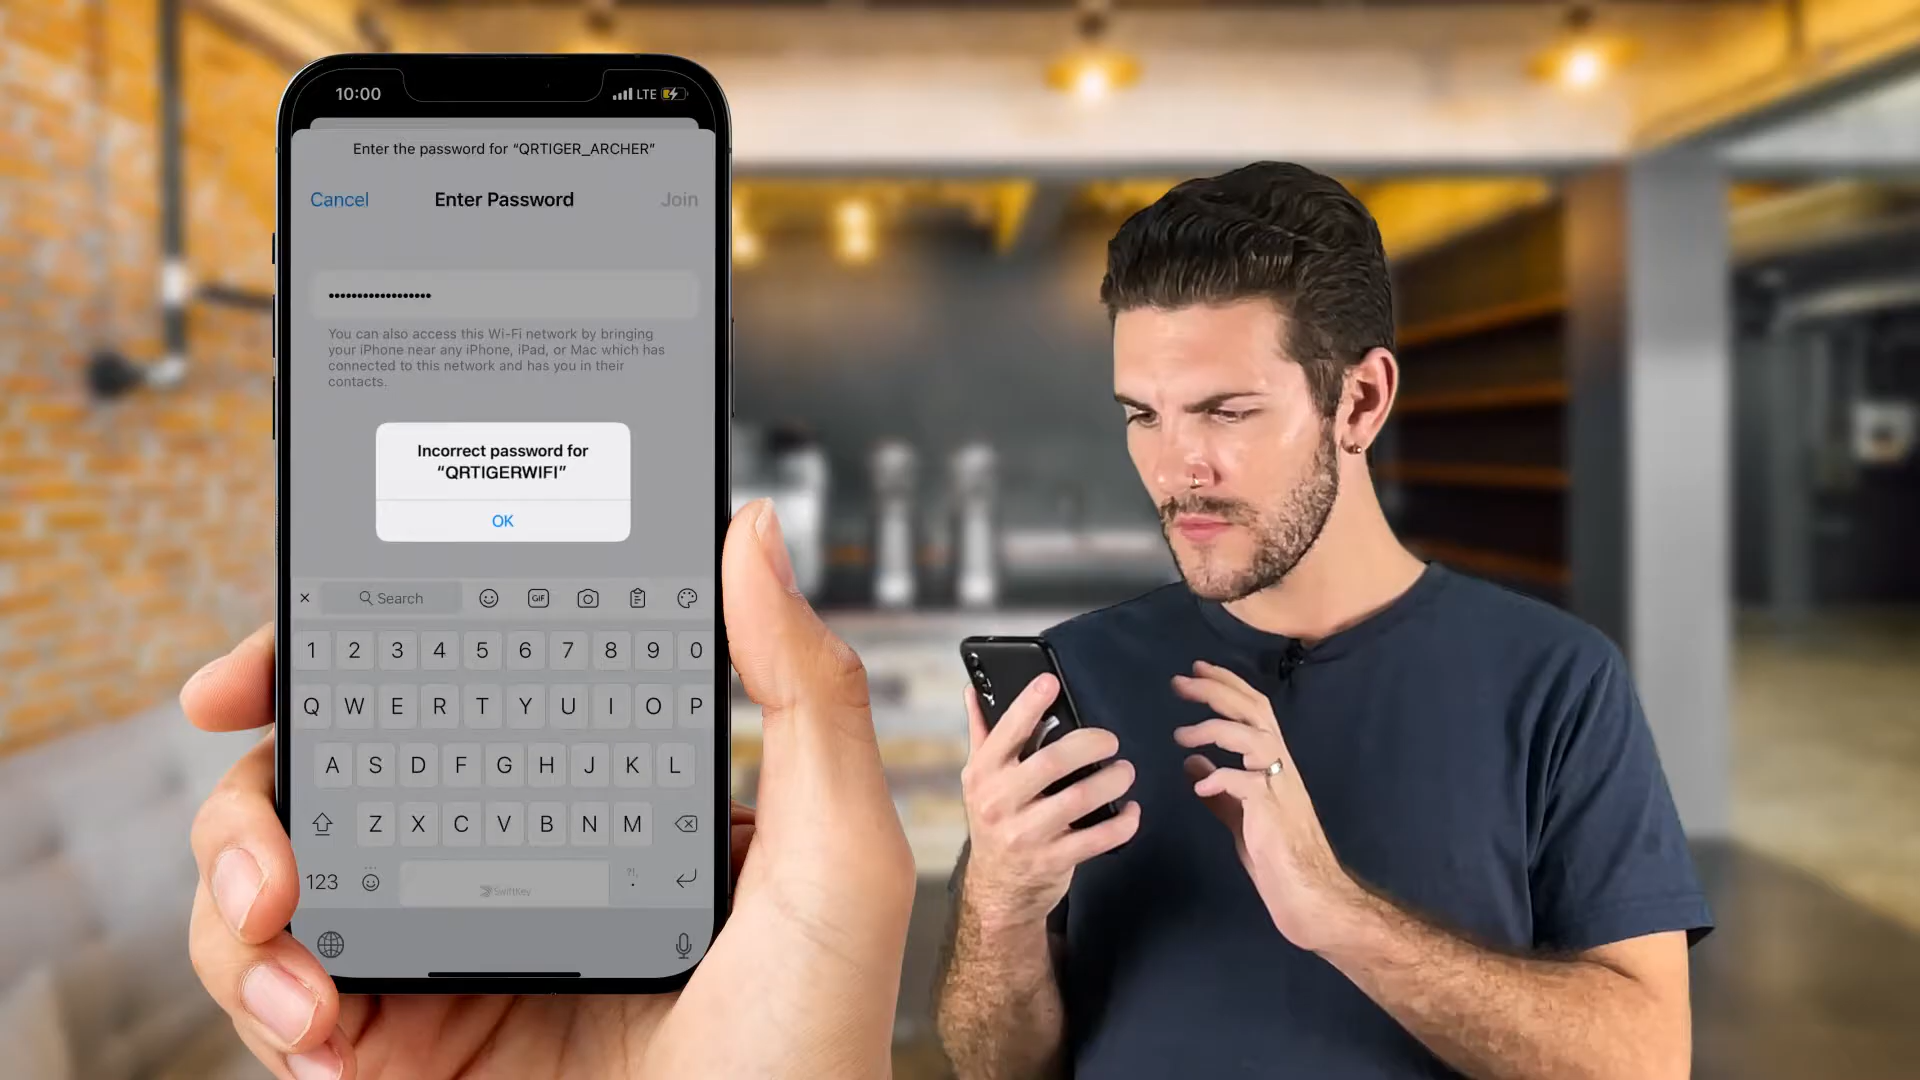 10:00 LTE
Enter the password for “QRTIGER_ARCHER”
Cancel Enter Password Join
••••••••••••••••••
You can also access this Wi-Fi network by bringing
your iPhone near any iPhone, iPad, or Mac which has
connected to this network and has you in their
contacts.
Incorrect password for
“QRTIGERWIFI”
OK
× Search GIF
1 2 3 4 5 6 7 8 9 0
Q W E R T Y U I O P
A S D F G H J K L
Z X C V B N M
123 SwiftKey ?!, .